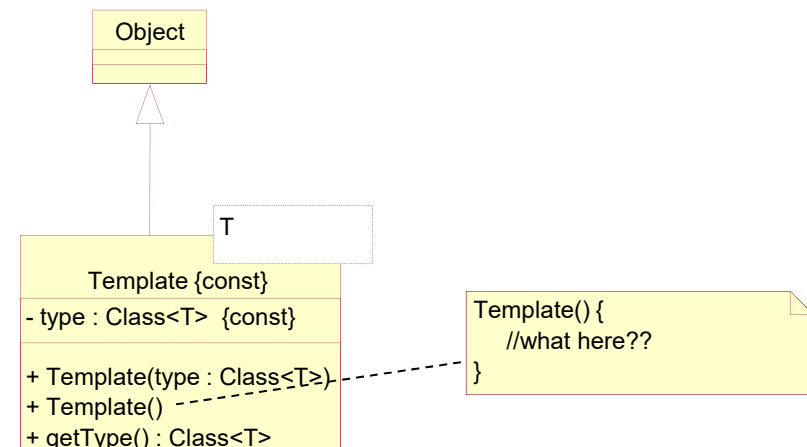 Object
T
Template {const}
- type : Class<T>  {const}
+ Template(type : Class<T>)
+ Template()
+ getType() : Class<T>
Template() {
//what here??
}